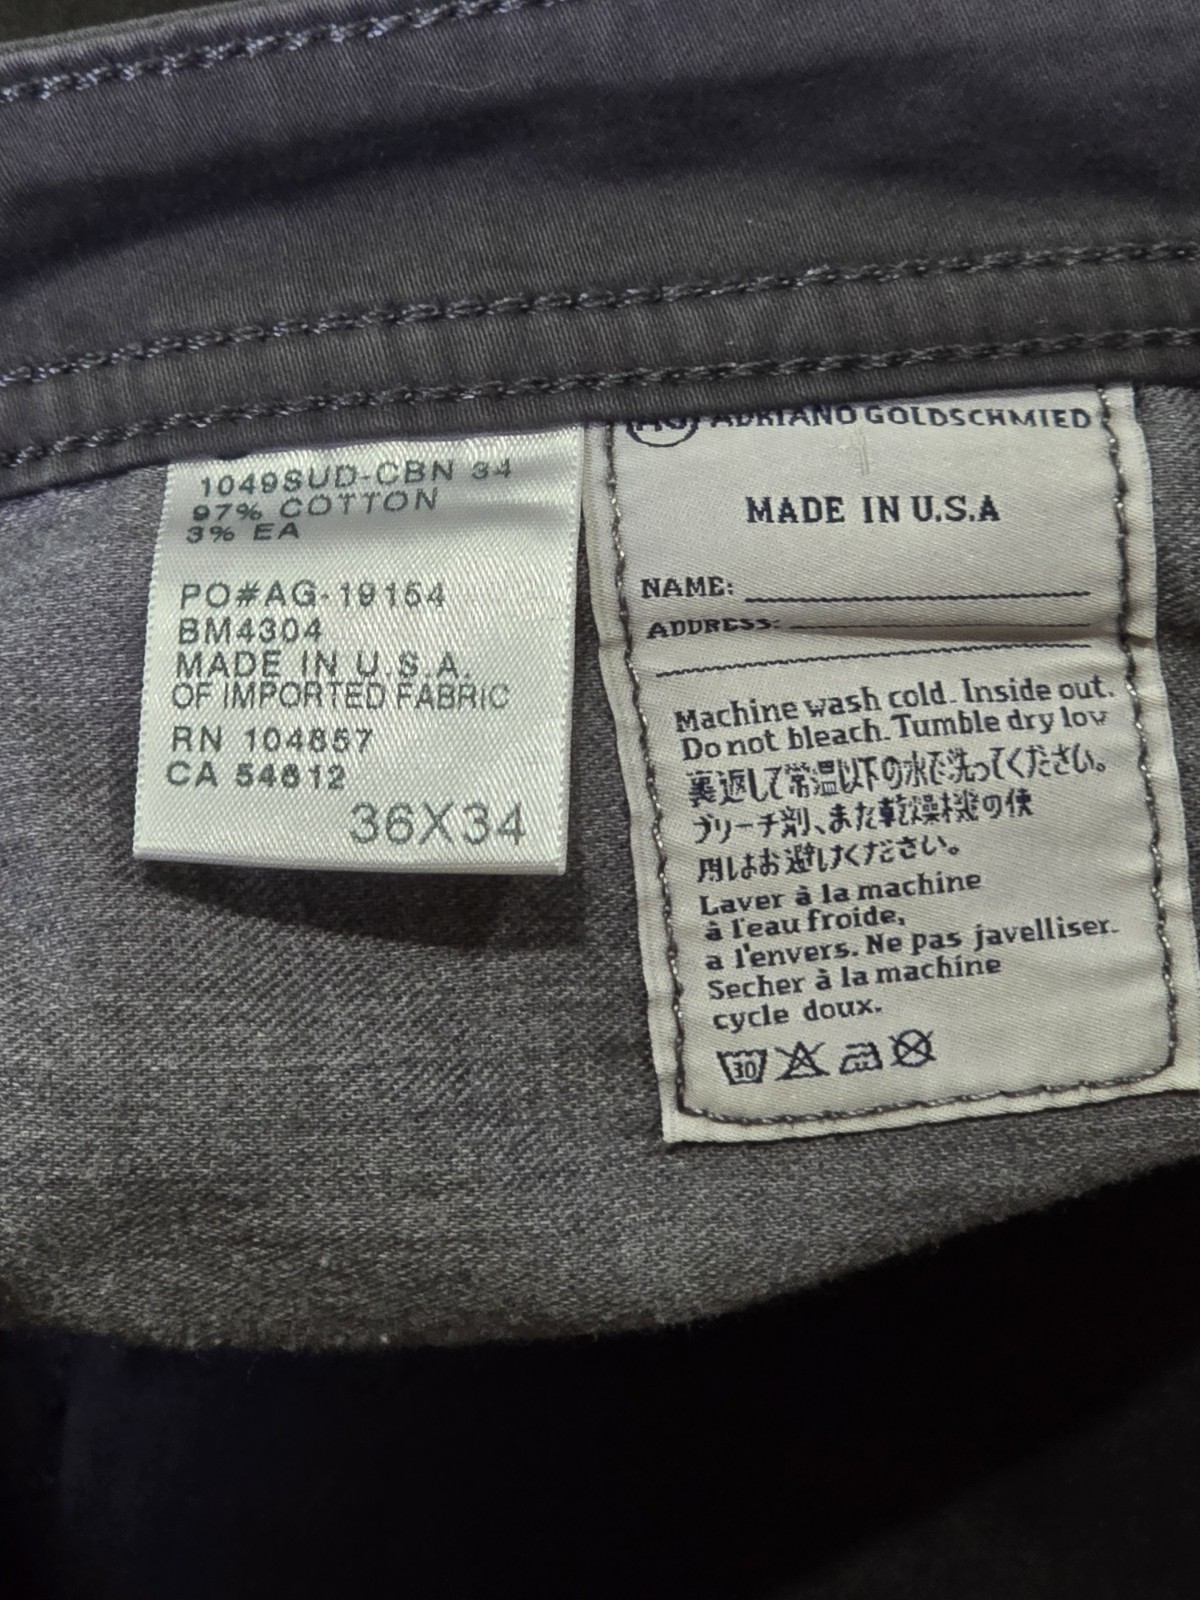 1049SUD-CBN 34
97% COTTON
3% EA
PO#AG-19154
BM4304
MADE IN U.S.A.
OF IMPORTED FABRIC
RN 104857
CA 54612
36X34
AG ADRIANO GOLDSCHMIED
MADE IN U.S.A
NAME:
ADDRESS:
Machine wash cold. Inside out.
Do not bleach. Tumble dry low
裏返して常温以下の水で洗ってください。
ブリーチ剤、また乾燥機の使
用はお避けください。
Laver à la machine
à l'eau froide,
a l'envers. Ne pas javelliser.
Secher à la machine
cycle doux.
30